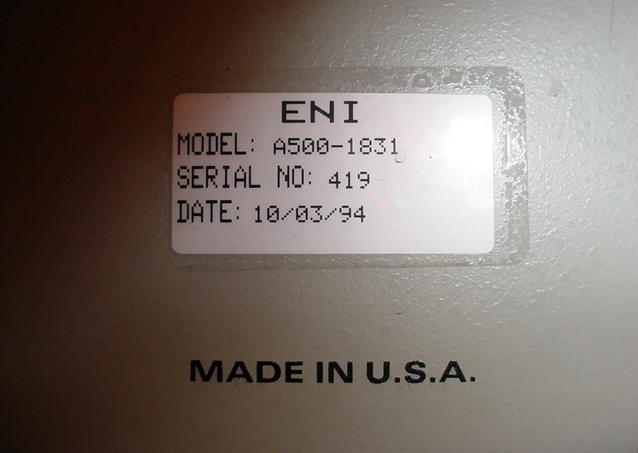 ENI
MODEL: A500-1831
SERIAL NO: 419
DATE: 10/03/94
MADE IN U.S.A.